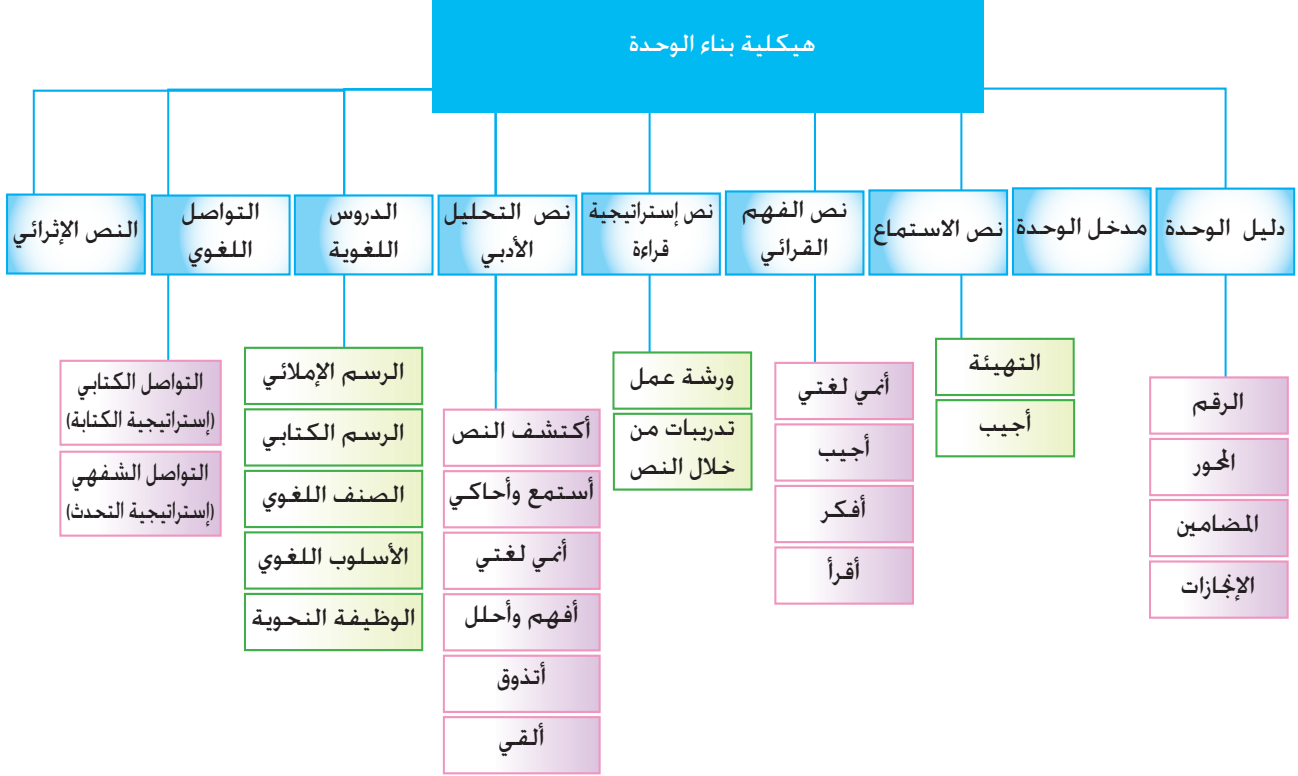 هيكلية بناء الوحدة
دليل الوحدة
مدخل الوحدة
نص الاستماع
نص الفهم
القرائي
نص إستراتيجية
قراءة
نص التحليل
الأدبي
الدروس
اللغوية
التواصل
اللغوي
النص الإثرائي
الرقم
المحور
المضامين
الإنجازات
التهيئة
أجيب
أنمي لغتي
أجيب
أفكر
أقرأ
ورشة عمل
تدريبات من
خلال النص
أكتشف النص
أستمع وأحاكي
أنمي لغتي
أفهم وأحلل
أتذوق
ألقي
الرسم الإملائي
الرسم الكتابي
الصنف اللغوي
الأسلوب اللغوي
الوظيفة النحوية
التواصل الكتابي
(إستراتيجية الكتابة)
التواصل الشفهي
(إستراتيجية التحدث)